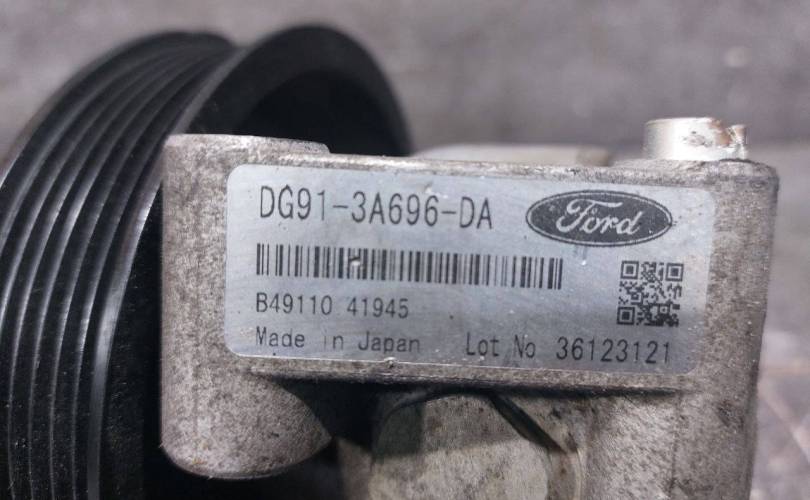 DG91-3A696-DA
Ford
B49110 41945
Made in Japan Lot No 36123121